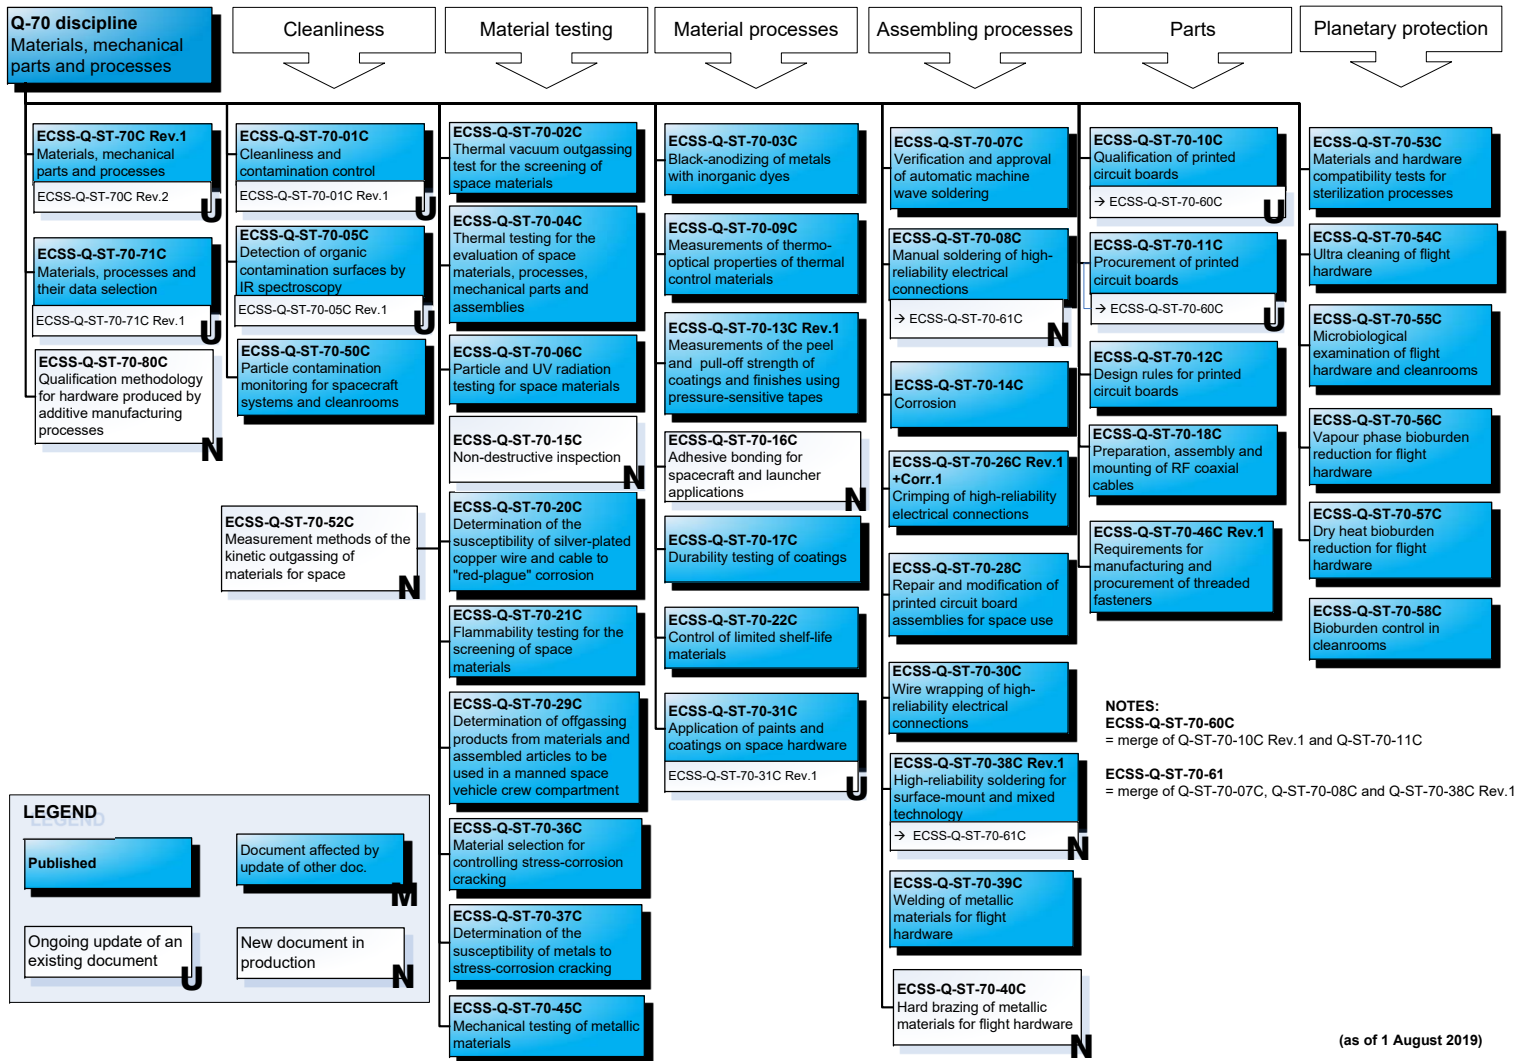 Q-70 discipline
Materials, mechanical
parts and processes
Cleanliness
Material testing
Material processes
Assembling processes
Parts
Planetary protection
ECSS-Q-ST-70C Rev.1
Materials, mechanical
parts and processes
ECSS-Q-ST-70C Rev.2
U
ECSS-Q-ST-70-71C
Materials, processes and
their data selection
ECSS-Q-ST-70-71C Rev.1
U
ECSS-Q-ST-70-80C
Qualification methodology
for hardware produced by
additive manufacturing
processes
N
ECSS-Q-ST-70-01C
Cleanliness and
contamination control
ECSS-Q-ST-70-01C Rev.1
U
ECSS-Q-ST-70-05C
Detection of organic
contamination surfaces by
IR spectroscopy
ECSS-Q-ST-70-05C Rev.1
U
ECSS-Q-ST-70-50C
Particle contamination
monitoring for spacecraft
systems and cleanrooms
ECSS-Q-ST-70-52C
Measurement methods of the
kinetic outgassing of
materials for space
N
ECSS-Q-ST-70-02C
Thermal vacuum outgassing
test for the screening of
space materials
ECSS-Q-ST-70-04C
Thermal testing for the
evaluation of space
materials, processes,
mechanical parts and
assemblies
ECSS-Q-ST-70-06C
Particle and UV radiation
testing for space materials
ECSS-Q-ST-70-15C
Non-destructive inspection
N
ECSS-Q-ST-70-20C
Determination of the
susceptibility of silver-plated
copper wire and cable to
"red-plague" corrosion
ECSS-Q-ST-70-21C
Flammability testing for the
screening of space
materials
ECSS-Q-ST-70-29C
Determination of offgassing
products from materials and
assembled articles to be
used in a manned space
vehicle crew compartment
ECSS-Q-ST-70-36C
Material selection for
controlling stress-corrosion
cracking
ECSS-Q-ST-70-37C
Determination of the
susceptibility of metals to
stress-corrosion cracking
ECSS-Q-ST-70-45C
Mechanical testing of metallic
materials
ECSS-Q-ST-70-03C
Black-anodizing of metals
with inorganic dyes
ECSS-Q-ST-70-09C
Measurements of thermo-
optical properties of thermal
control materials
ECSS-Q-ST-70-13C Rev.1
Measurements of the peel
and pull-off strength of
coatings and finishes using
pressure-sensitive tapes
ECSS-Q-ST-70-16C
Adhesive bonding for
spacecraft and launcher
applications
N
ECSS-Q-ST-70-17C
Durability testing of coatings
ECSS-Q-ST-70-22C
Control of limited shelf-life
materials
ECSS-Q-ST-70-31C
Application of paints and
coatings on space hardware
ECSS-Q-ST-70-31C Rev.1
U
ECSS-Q-ST-70-07C
Verification and approval
of automatic machine
wave soldering
ECSS-Q-ST-70-08C
Manual soldering of high-
reliability electrical
connections
→ ECSS-Q-ST-70-61C
N
ECSS-Q-ST-70-14C
Corrosion
ECSS-Q-ST-70-26C Rev.1
+Corr.1
Crimping of high-reliability
electrical connections
ECSS-Q-ST-70-28C
Repair and modification of
printed circuit board
assemblies for space use
ECSS-Q-ST-70-30C
Wire wrapping of high-
reliability electrical
connections
ECSS-Q-ST-70-38C Rev.1
High-reliability soldering for
surface-mount and mixed
technology
→ ECSS-Q-ST-70-61C
N
ECSS-Q-ST-70-39C
Welding of metallic
materials for flight
hardware
ECSS-Q-ST-70-40C
Hard brazing of metallic
materials for flight hardware
N
ECSS-Q-ST-70-10C
Qualification of printed
circuit boards
→ ECSS-Q-ST-70-60C
U
ECSS-Q-ST-70-11C
Procurement of printed
circuit boards
→ ECSS-Q-ST-70-60C
U
ECSS-Q-ST-70-12C
Design rules for printed
circuit boards
ECSS-Q-ST-70-18C
Preparation, assembly and
mounting of RF coaxial
cables
ECSS-Q-ST-70-46C Rev.1
Requirements for
manufacturing and
procurement of threaded
fasteners
ECSS-Q-ST-70-53C
Materials and hardware
compatibility tests for
sterilization processes
ECSS-Q-ST-70-54C
Ultra cleaning of flight
hardware
ECSS-Q-ST-70-55C
Microbiological
examination of flight
hardware and cleanrooms
ECSS-Q-ST-70-56C
Vapour phase bioburden
reduction for flight
hardware
ECSS-Q-ST-70-57C
Dry heat bioburden
reduction for flight
hardware
ECSS-Q-ST-70-58C
Bioburden control in
cleanrooms
NOTES:
ECSS-Q-ST-70-60C
= merge of Q-ST-70-10C Rev.1 and Q-ST-70-11C
ECSS-Q-ST-70-61
= merge of Q-ST-70-07C, Q-ST-70-08C and Q-ST-70-38C Rev.1
LEGEND
Published
Document affected by
update of other doc.
M
Ongoing update of an
existing document
U
New document in
production
N
(as of 1 August 2019)